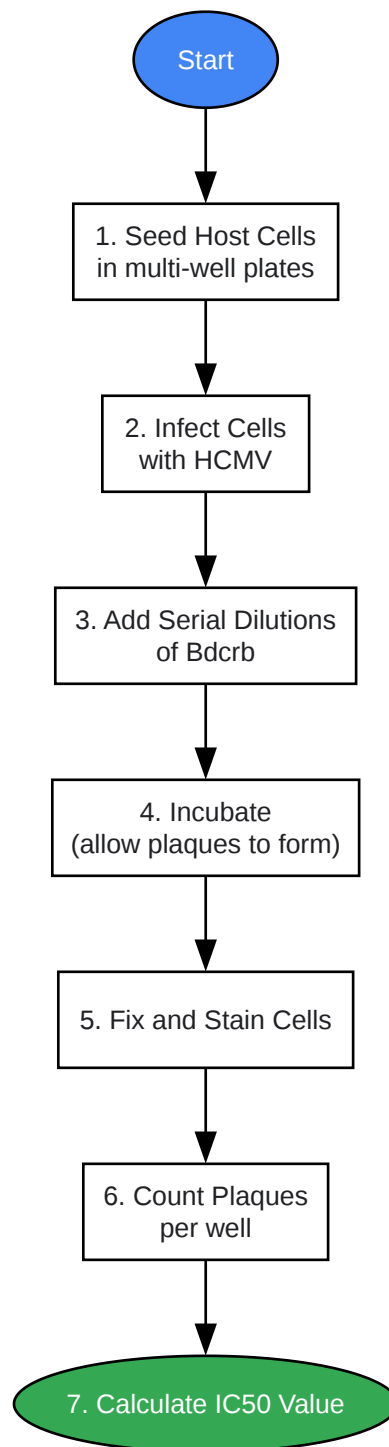 Start
1. Seed Host Cells
in multi-well plates
2. Infect Cells
with HCMV
3. Add Serial Dilutions
of Bdcrb
4. Incubate
(allow plaques to form)
5. Fix and Stain Cells
6. Count Plaques
per well
7. Calculate IC50 Value